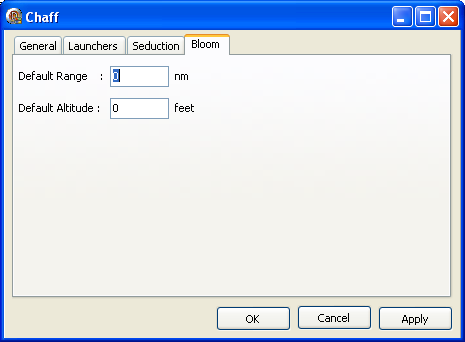 Chaff
General Launchers Seduction Bloom
Default Range : 0 nm
Default Altitude : 0 feet
OK Cancel Apply